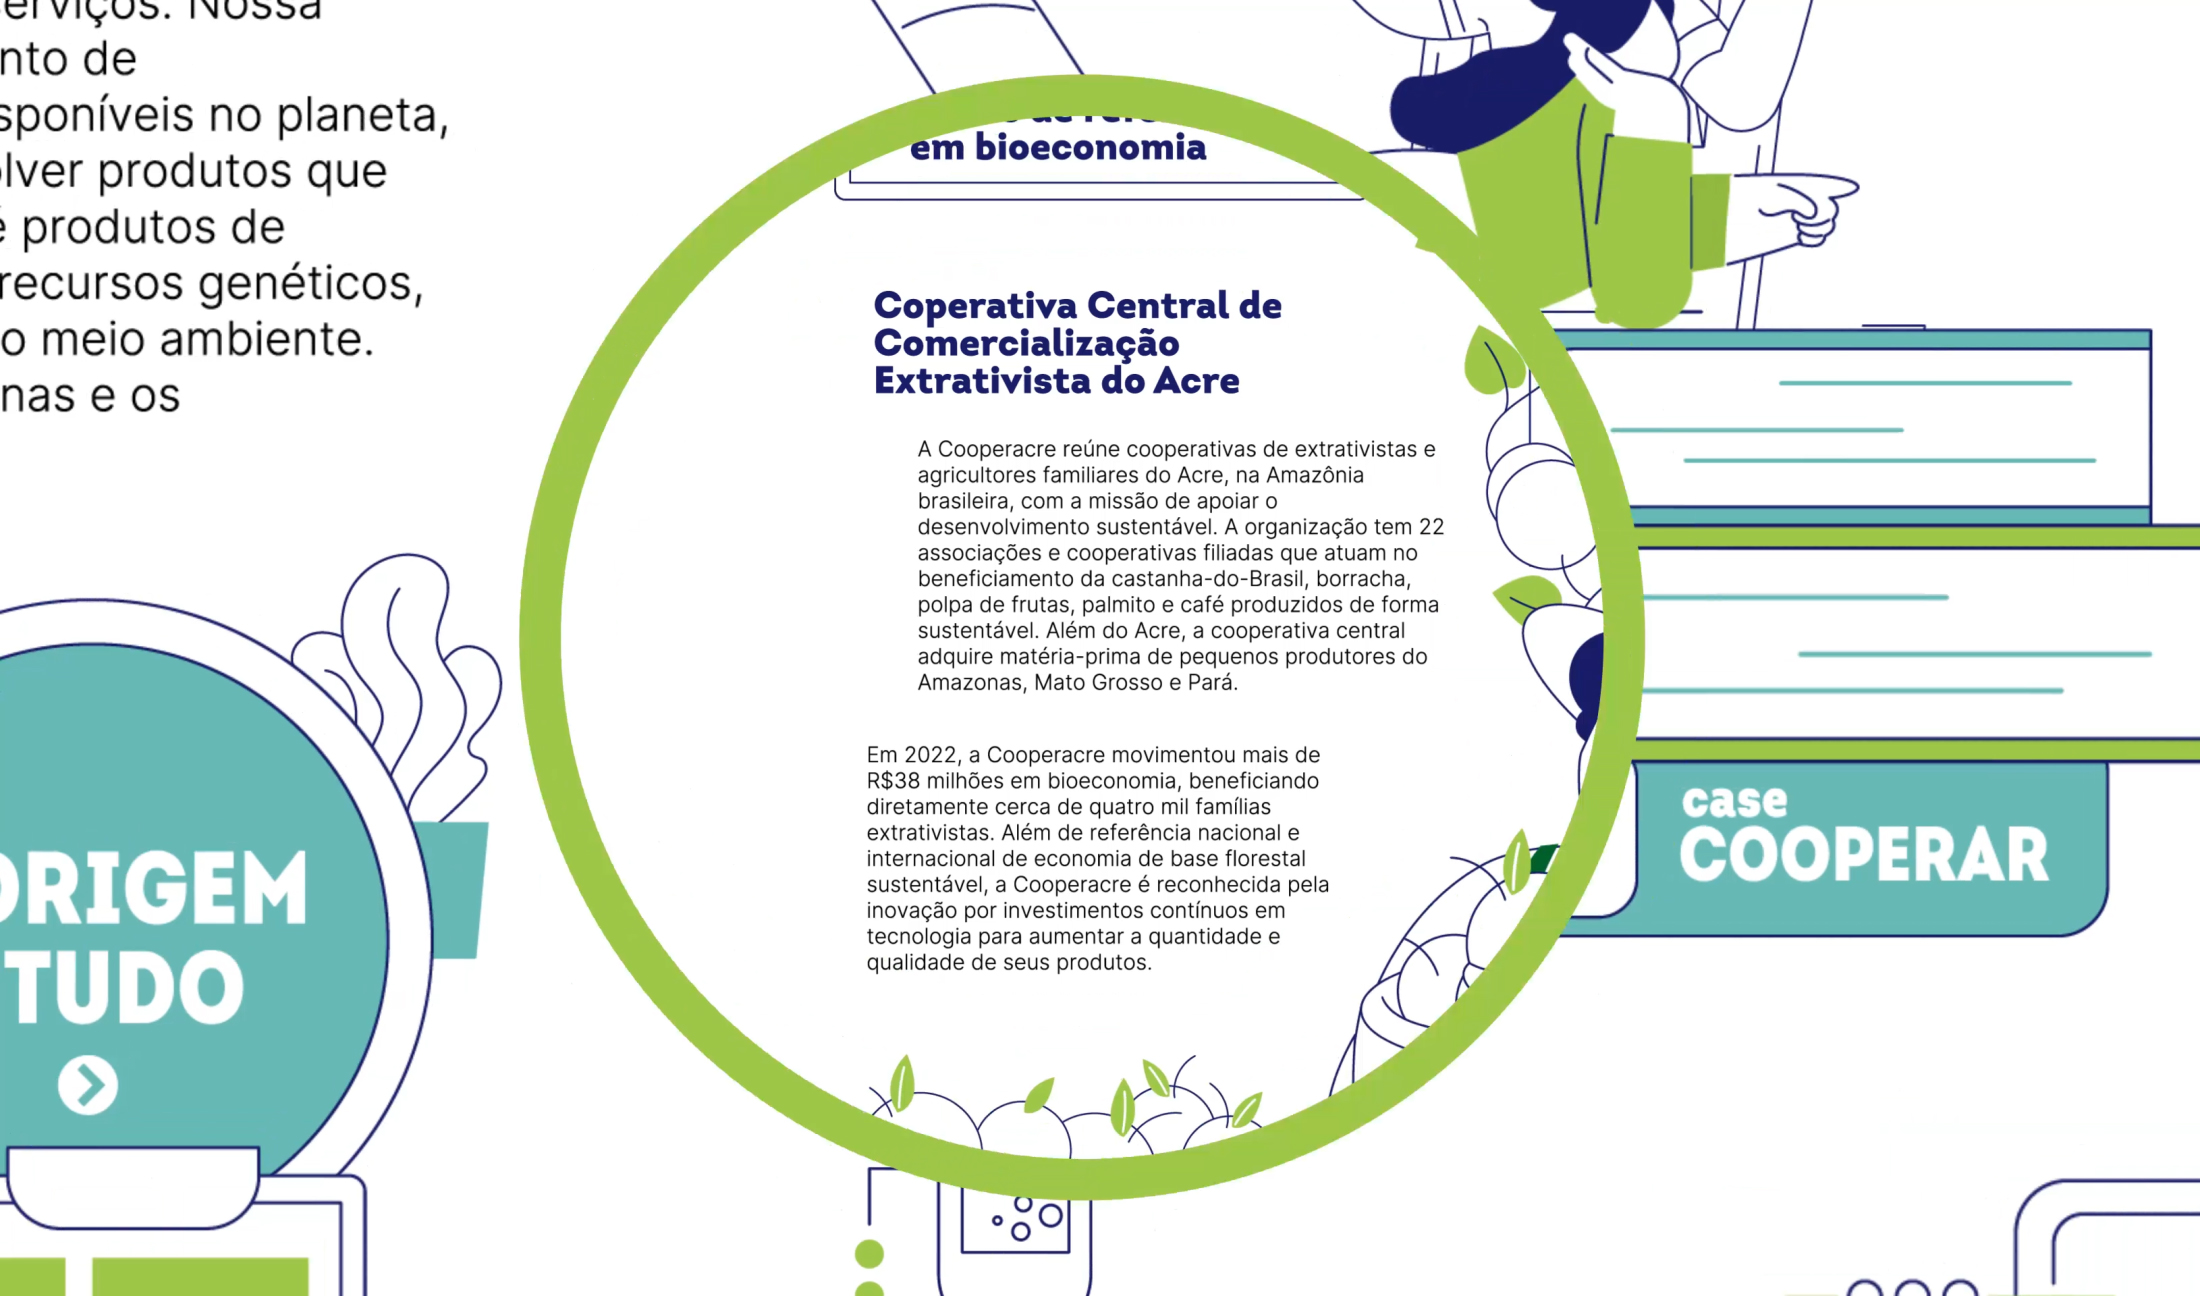 Nossa
nto de
sponíveis no planeta,
lver produtos que
é produtos de
recursos genéticos,
o meio ambiente.
nas e os
em bioeconomia
Coperativa Central de
Comercialização
Extrativista do Acre
A Cooperacre reúne cooperativas de extrativistas e
agricultores familiares do Acre, na Amazônia
brasileira, com a missão de apoiar o
desenvolvimento sustentável. A organização tem 22
associações e cooperativas filiadas que atuam no
beneficiamento da castanha-do-Brasil, borracha,
polpa de frutas, palmito e café produzidos de forma
sustentável. Além do Acre, a cooperativa central
adquire matéria-prima de pequenos produtores do
Amazonas, Mato Grosso e Pará.
Em 2022, a Cooperacre movimentou mais de
R$38 milhões em bioeconomia, beneficiando
diretamente cerca de quatro mil famílias
extrativistas. Além de referência nacional e
internacional de economia de base florestal
sustentável, a Cooperacre é reconhecida pela
inovação por investimentos contínuos em
tecnologia para aumentar a quantidade e
qualidade de seus produtos.
case
COOPERAR
ORIGEM
TUDO